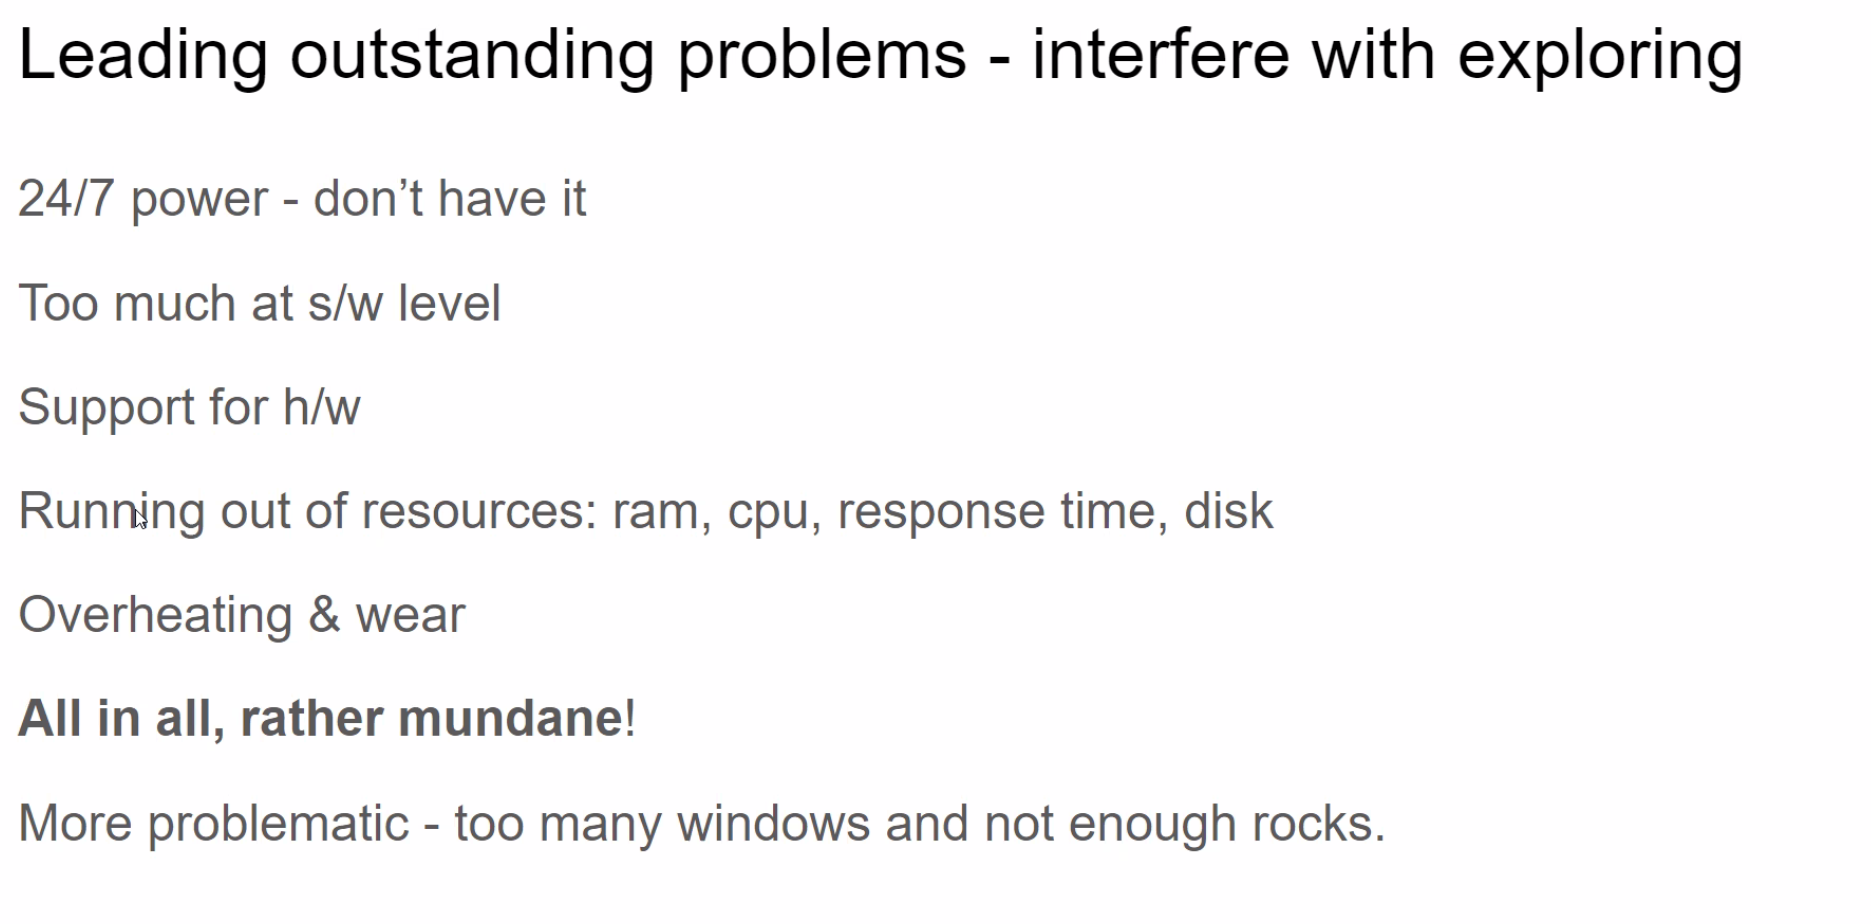 Leading outstanding problems - interfere with exploring
24/7 power - don’t have it
Too much at s/w level
Support for h/w
Running out of resources: ram, cpu, response time, disk
Overheating & wear
All in all, rather mundane!
More problematic - too many windows and not enough rocks.